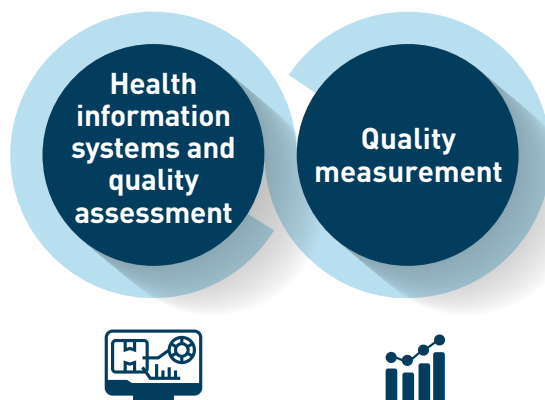 Health
information
systems and
quality
assessment
Quality
measurement